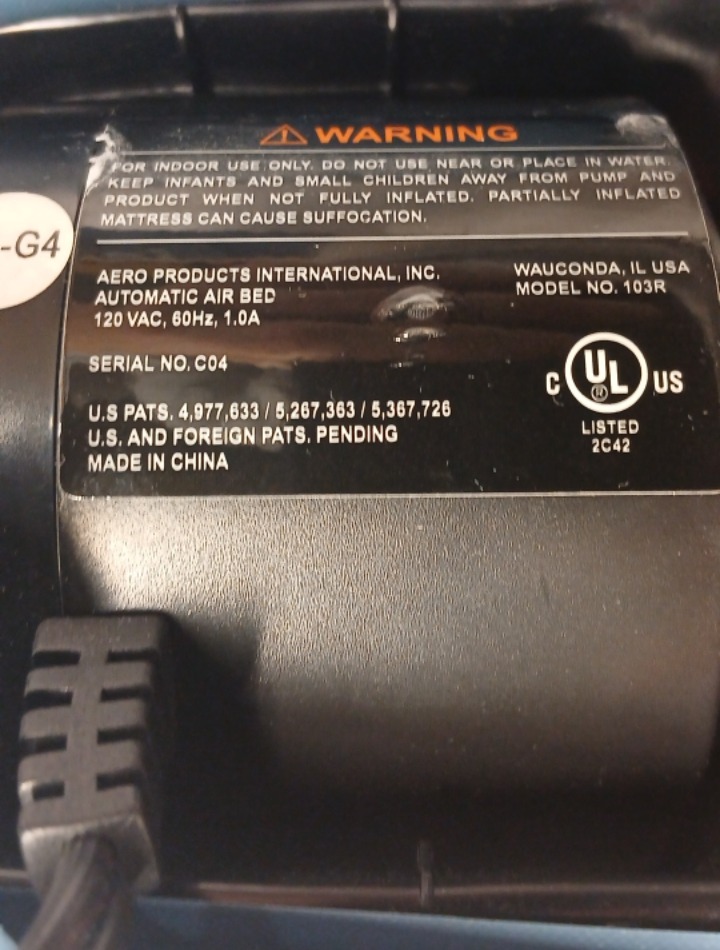 WARNING
FOR INDOOR USE ONLY. DO NOT USE NEAR OR PLACE IN WATER.
KEEP INFANTS AND SMALL CHILDREN AWAY FROM PUMP AND
PRODUCT WHEN NOT FULLY INFLATED. PARTIALLY INFLATED
MATTRESS CAN CAUSE SUFFOCATION.
-G4
AERO PRODUCTS INTERNATIONAL, INC.
AUTOMATIC AIR BED
120 VAC, 60Hz, 1.0A
WAUCONDA, IL USA
MODEL NO. 103R
SERIAL NO. C04
C UL ® US
LISTED
2C42
U.S PATS. 4,977,633 / 5,267,363 / 5,367,726
U.S. AND FOREIGN PATS. PENDING
MADE IN CHINA